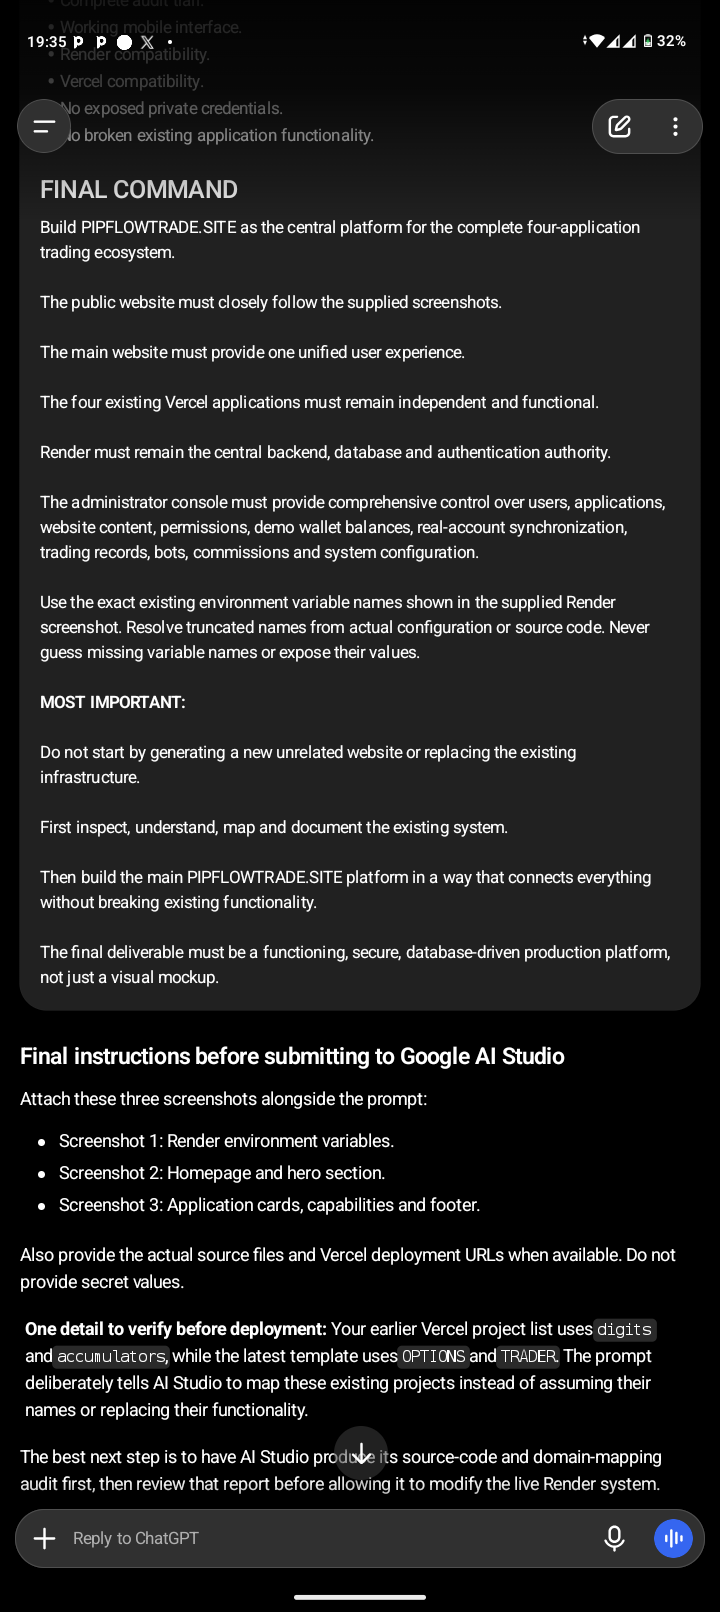 Complete audit trail.
• Working mobile interface.
19:35
32%
• Render compatibility.
• Vercel compatibility.
No exposed private credentials.
No broken existing application functionality.
FINAL COMMAND
Build PIPFLOWTRADE.SITE as the central platform for the complete four-application
trading ecosystem.
The public website must closely follow the supplied screenshots.
The main website must provide one unified user experience.
The four existing Vercel applications must remain independent and functional.
Render must remain the central backend, database and authentication authority.
The administrator console must provide comprehensive control over users, applications,
website content, permissions, demo wallet balances, real-account synchronization,
trading records, bots, commissions and system configuration.
Use the exact existing environment variable names shown in the supplied Render
screenshot. Resolve truncated names from actual configuration or source code. Never
guess missing variable names or expose their values.
MOST IMPORTANT:
Do not start by generating a new unrelated website or replacing the existing
infrastructure.
First inspect, understand, map and document the existing system.
Then build the main PIPFLOWTRADE.SITE platform in a way that connects everything
without breaking existing functionality.
The final deliverable must be a functioning, secure, database-driven production platform,
not just a visual mockup.
Final instructions before submitting to Google AI Studio
Attach these three screenshots alongside the prompt:
• Screenshot 1: Render environment variables.
• Screenshot 2: Homepage and hero section.
• Screenshot 3: Application cards, capabilities and footer.
Also provide the actual source files and Vercel deployment URLs when available. Do not
provide secret values.
One detail to verify before deployment: Your earlier Vercel project list uses digits
and accumulators, while the latest template uses OPTIONS and TRADER. The prompt
deliberately tells AI Studio to map these existing projects instead of assuming their
names or replacing their functionality.
The best next step is to have AI Studio produce its source-code and domain-mapping
audit first, then review that report before allowing it to modify the live Render system.
Reply to ChatGPT